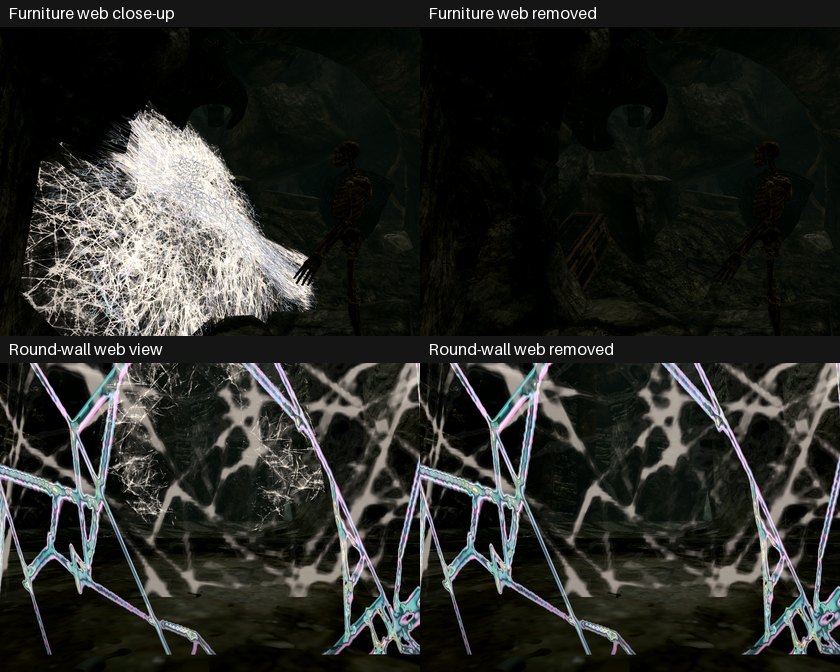 Furniture web close-up
Furniture web removed
Round-wall web view
Round-wall web removed